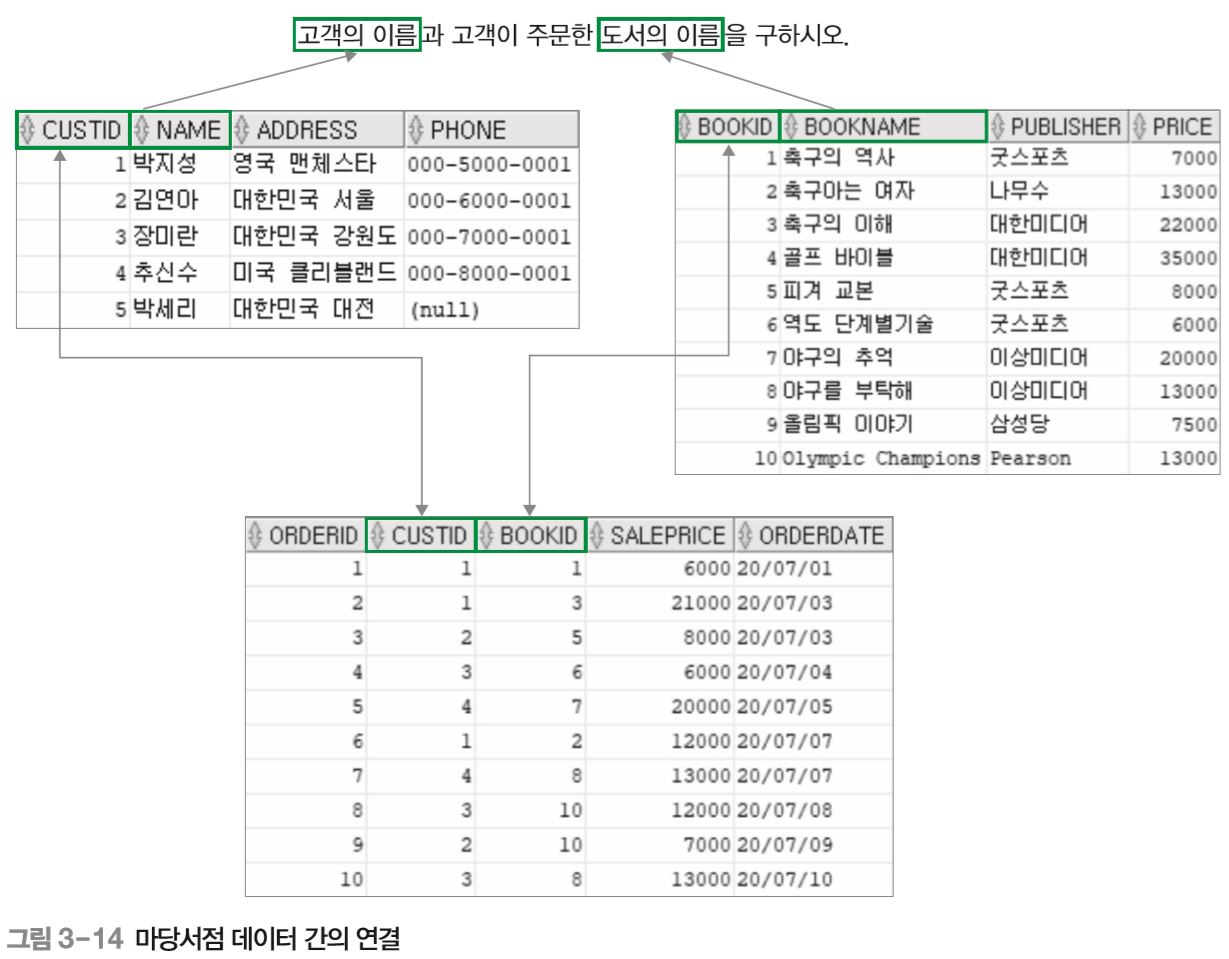 고객의 이름과 고객이 주문한 도서의 이름을 구하시오.
CUSTID NAME ADDRESS PHONE
1 박지성 영국 맨체스타 000-5000-0001
2 김연아 대한민국 서울 000-6000-0001
3 장미란 대한민국 강원도 000-7000-0001
4 추신수 미국 클리블랜드 000-8000-0001
5 박세리 대한민국 대전 (null)
BOOKID BOOKNAME PUBLISHER PRICE
1 축구의 역사 굿스포츠 7000
2 축구아는 여자 나무수 13000
3 축구의 이해 대한미디어 22000
4 골프 바이블 대한미디어 35000
5 피겨 교본 굿스포츠 8000
6 역도 단계별기술 굿스포츠 6000
7 야구의 추억 이상미디어 20000
8 야구를 부탁해 이상미디어 13000
9 올림픽 이야기 삼성당 7500
10 Olympic Champions Pearson 13000
ORDERID CUSTID BOOKID SALEPRICE ORDERDATE
1 1 1 6000 20/07/01
2 1 3 21000 20/07/03
3 2 5 8000 20/07/03
4 3 6 6000 20/07/04
5 4 7 20000 20/07/05
6 1 2 12000 20/07/07
7 4 8 13000 20/07/07
8 3 10 12000 20/07/08
9 2 10 7000 20/07/09
10 3 8 13000 20/07/10
그림 3-14 마당서점 데이터 간의 연결